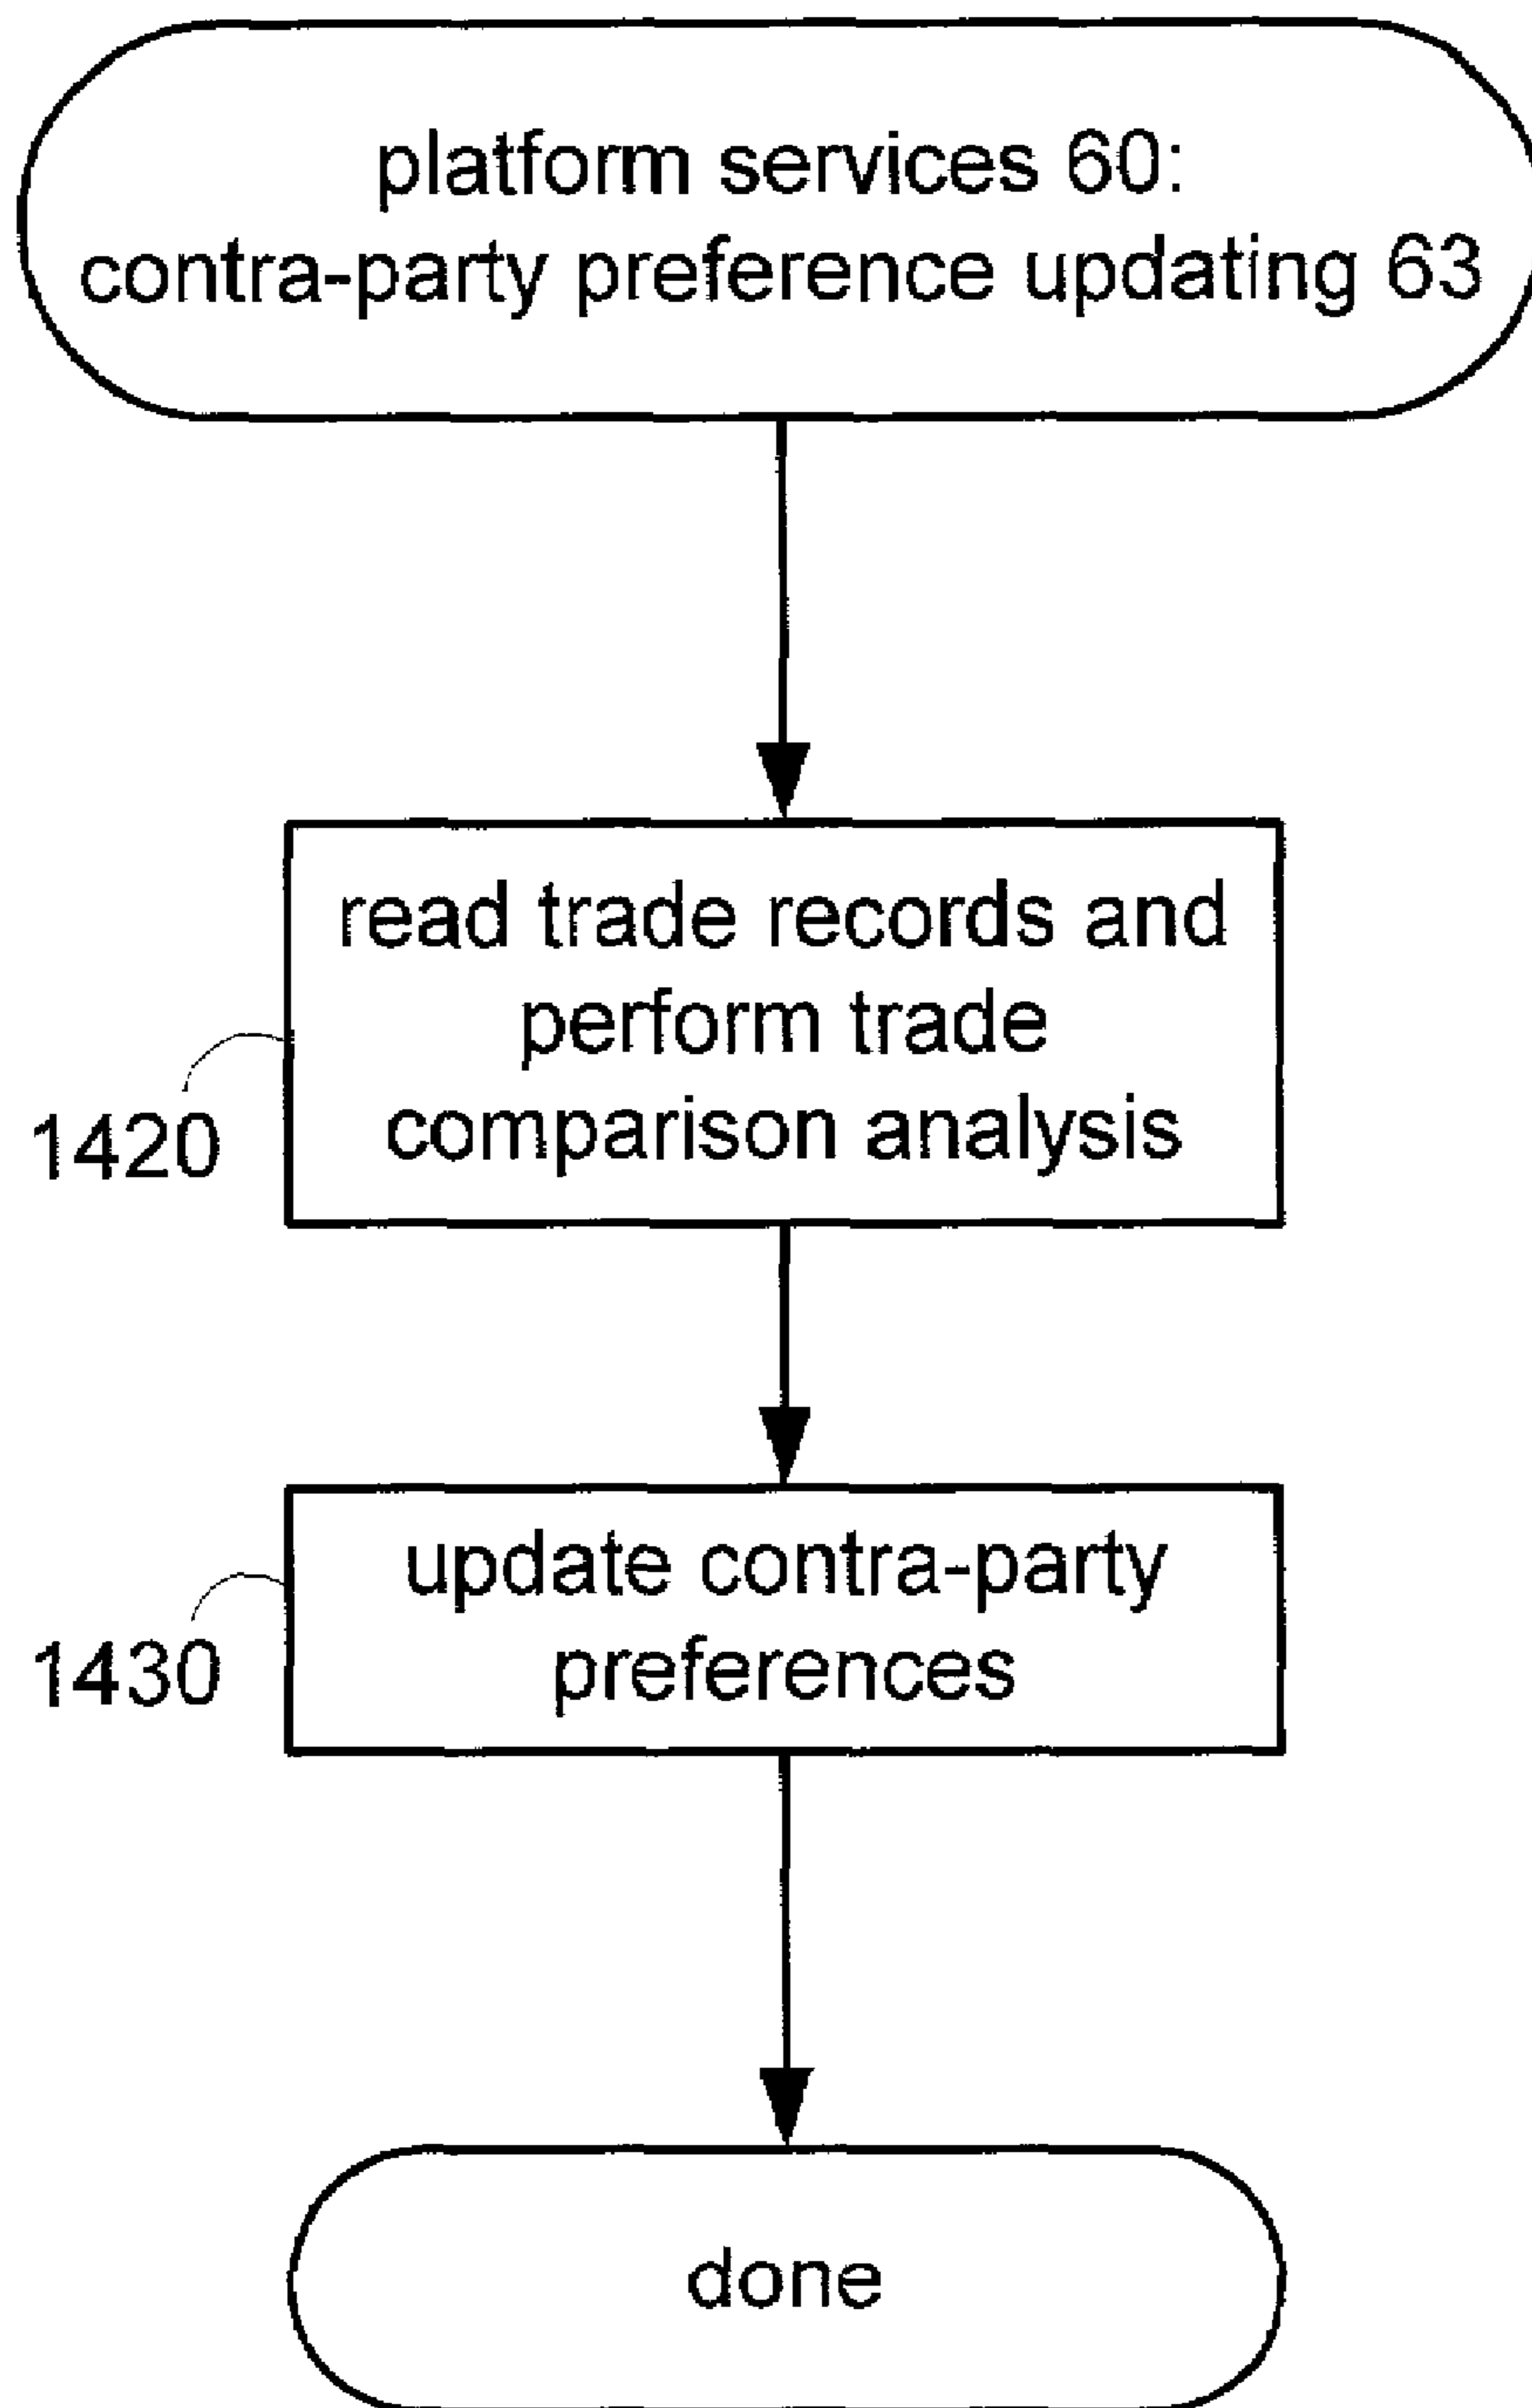 platform services 60:
contra-party preference updating 63
read trade records and
perform trade
comparison analysis
1420
update contra-party
preferences
1430
done